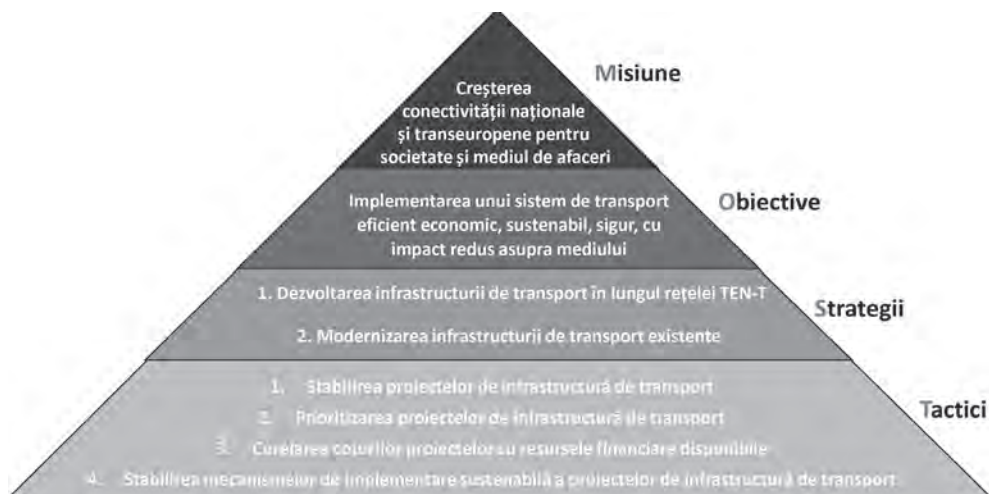 Misiune
Creșterea
conectivității naționale
și transeuropene pentru
societate și mediul de afaceri
Obiective
Implementarea unui sistem de transport
eficient economic, sustenabil, sigur, cu
impact redus asupra mediului
Strategii
1. Dezvoltarea infrastructurii de transport în lungul rețelei TEN-T
2. Modernizarea infrastructurii de transport existente
Tactici
1. Stabilirea proiectelor de infrastructură de transport
2. Prioritizarea proiectelor de infrastructură de transport
3. Corelarea costurilor proiectelor cu resursele financiare disponibile
4. Stabilirea mecanismelor de implementare sustenabilă a proiectelor de infrastructură de transport